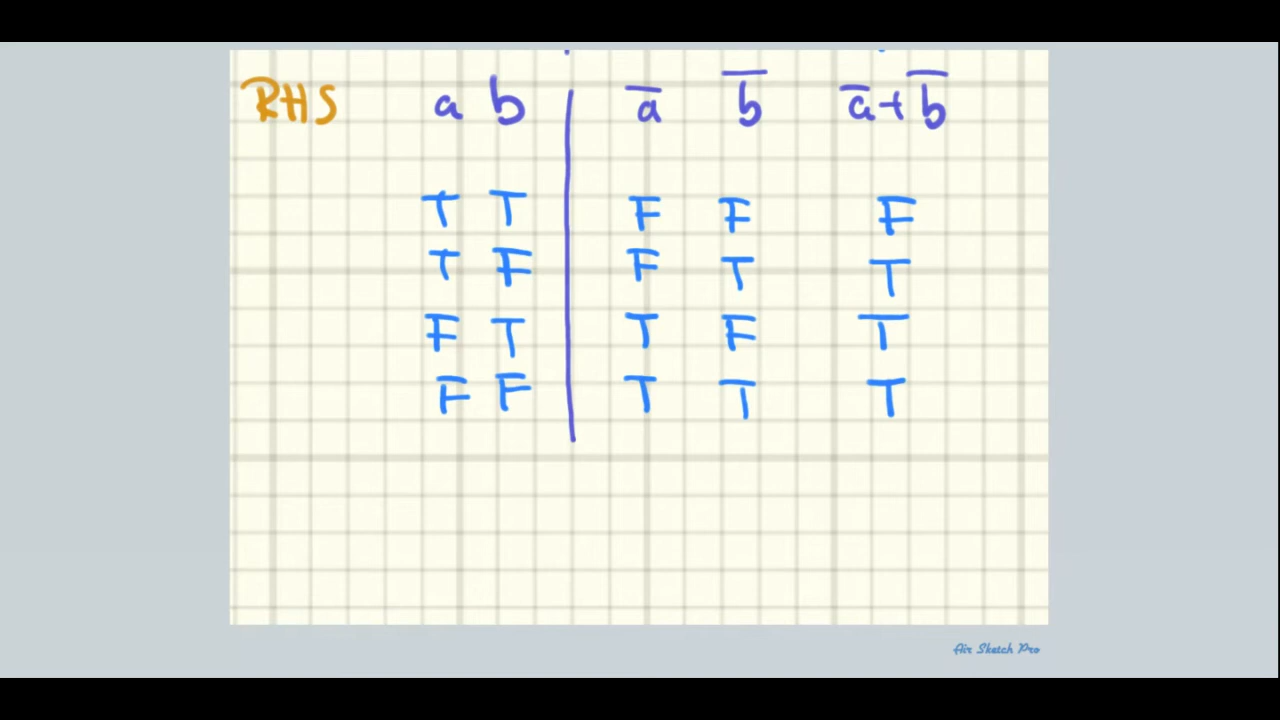 RHS a b | a̅ b̅ a̅+b̅
T T F F F
T F F T T
F T T F T
F F T T T
Air Sketch Pro